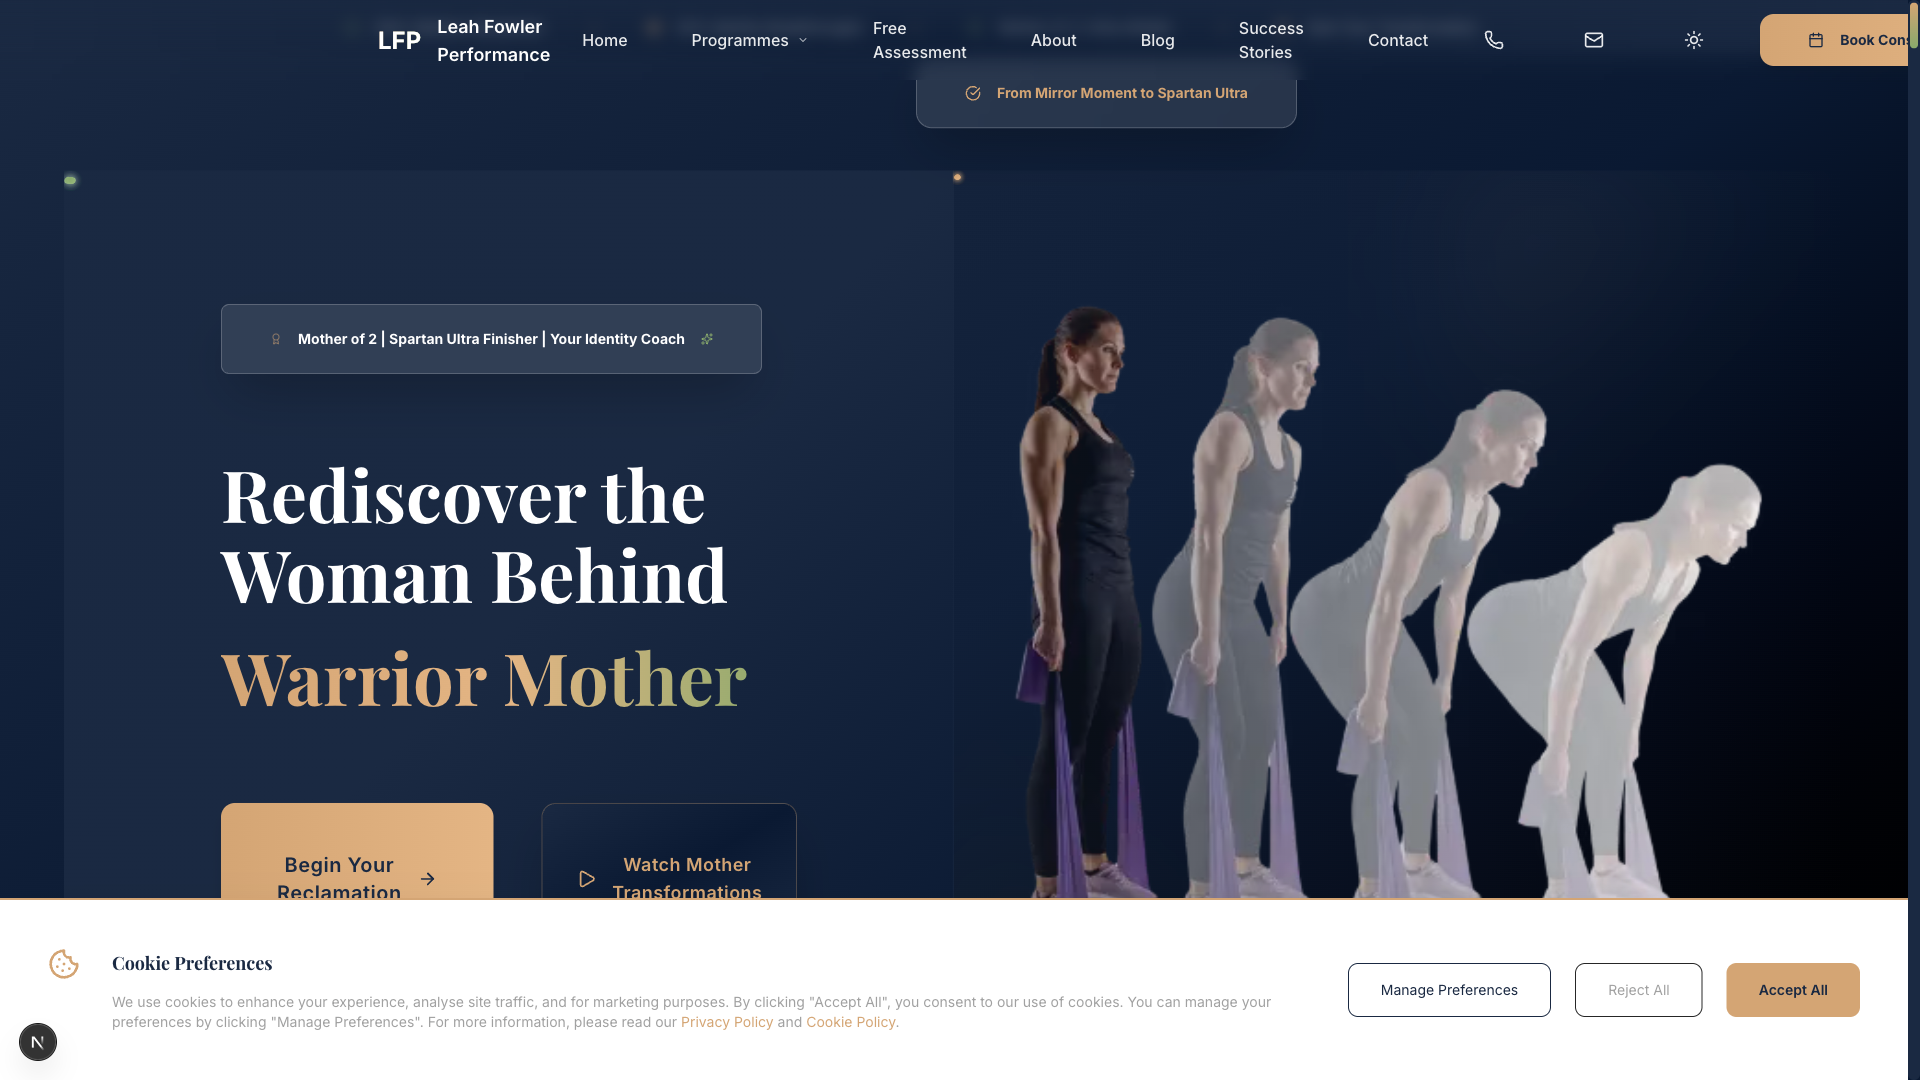 LFP
Leah Fowler
Performance
Home
Programmes
Free
Assessment
About
Blog
Success
Stories
Contact
Book Cons
From Mirror Moment to Spartan Ultra
Mother of 2 | Spartan Ultra Finisher | Your Identity Coach
Rediscover the
Woman Behind
Warrior Mother
Begin Your
Reclamation
Watch Mother
Transformations
Cookie Preferences
We use cookies to enhance your experience, analyse site traffic, and for marketing purposes. By clicking "Accept All", you consent to our use of cookies. You can manage your
preferences by clicking "Manage Preferences". For more information, please read our Privacy Policy and Cookie Policy.
Manage Preferences
Reject All
Accept All
N